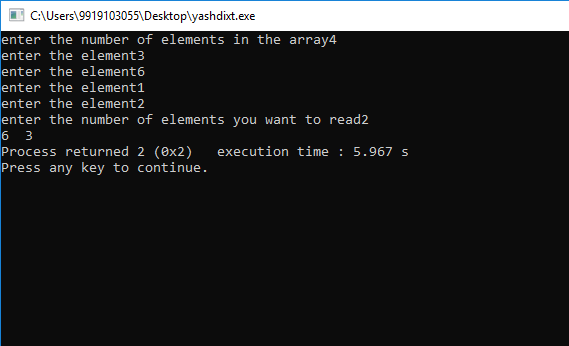 C:\Users\9919103055\Desktop\yashdixt.exe
enter the number of elements in the array4
enter the element3
enter the element6
enter the element1
enter the element2
enter the number of elements you want to read2
6  3
Process returned 2 (0x2)   execution time : 5.967 s
Press any key to continue.